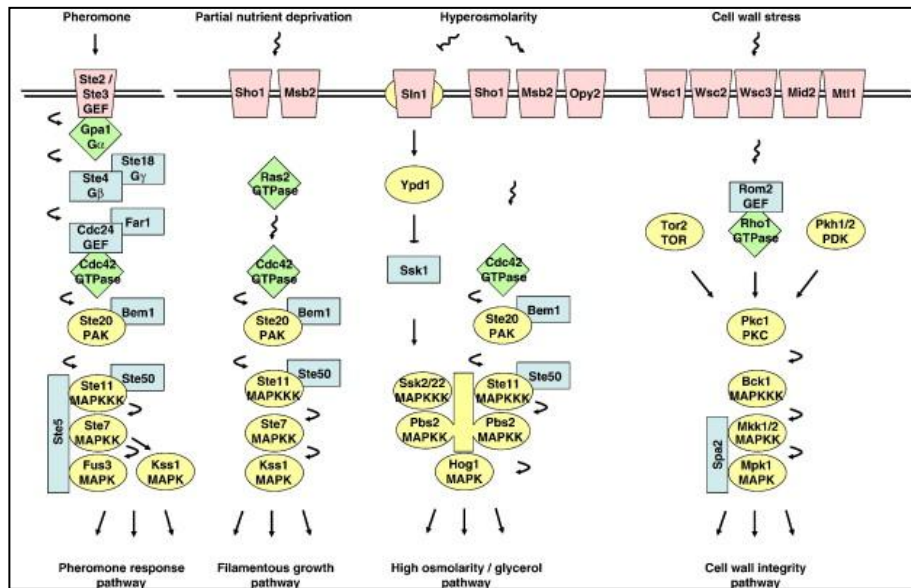 Pheromone
Partial nutrient deprivation
Hyperosmolarity
Cell wall stress
Ste2 /
Ste3
GEF
Gpa1
Gα
Ste18
Gγ
Ste4
Gβ
Far1
Cdc24
GEF
Cdc42
GTPase
Bem1
Ste20
PAK
Ste50
Ste11
MAPKKK
Ste5
Ste7
MAPKK
Fus3
MAPK
Kss1
MAPK
Pheromone response
pathway
Sho1
Msb2
Ras2
GTPase
Cdc42
GTPase
Bem1
Ste20
PAK
Ste50
Ste11
MAPKKK
Ste7
MAPKK
Kss1
MAPK
Filamentous growth
pathway
Sln1
Sho1
Msb2
Opy2
Ypd1
Ssk1
Cdc42
GTPase
Bem1
Ste20
PAK
Ssk2/22
MAPKKK
Ste50
Ste11
MAPKKK
Pbs2
MAPKK
Pbs2
MAPKK
Hog1
MAPK
High osmolarity / glycerol
pathway
Wsc1
Wsc2
Wsc3
Mid2
Mtl1
Rom2
GEF
Rho1
GTPase
Tor2
TOR
Pkh1/2
PDK
Pkc1
PKC
Bck1
MAPKKK
Spa2
Mkk1/2
MAPKK
Mpk1
MAPK
Cell wall integrity
pathway